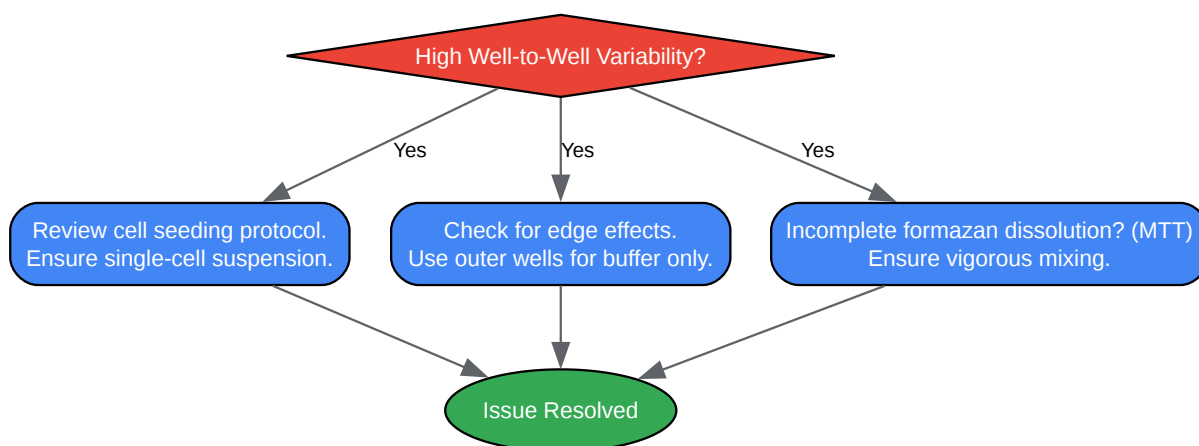 High Well-to-Well Variability?
Yes
Yes
Yes
Review cell seeding protocol.
Ensure single-cell suspension.
Check for edge effects.
Use outer wells for buffer only.
Incomplete formazan dissolution? (MTT)
Ensure vigorous mixing.
Issue Resolved